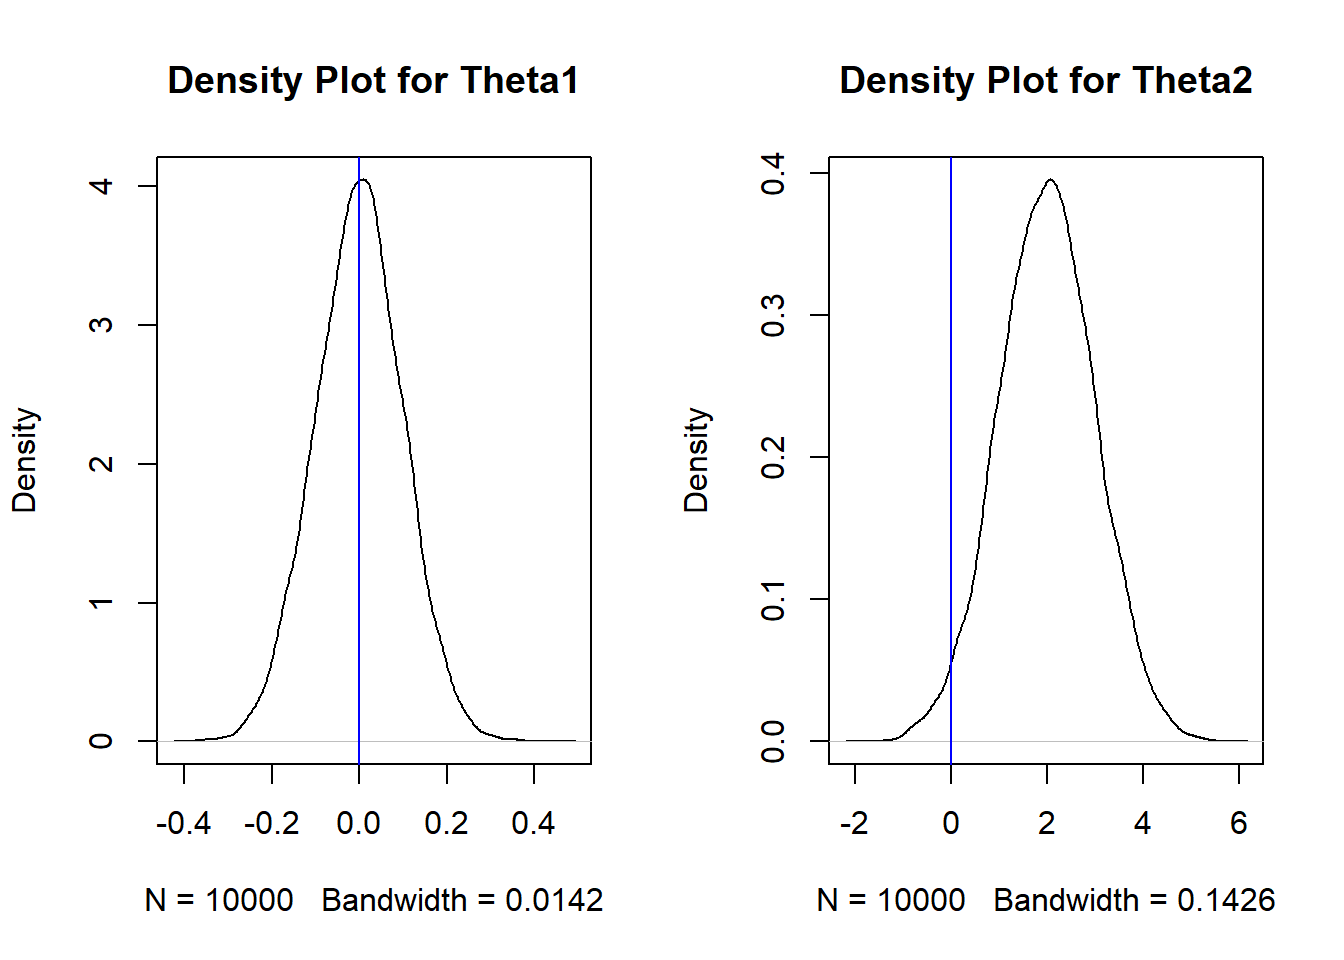 Density Plot for Theta1
Density
4
3
2
1
0
-0.4 -0.2 0.0 0.2 0.4
N = 10000 Bandwidth = 0.0142
Density Plot for Theta2
Density
0.4
0.3
0.2
0.1
0.0
-2 0 2 4 6
N = 10000 Bandwidth = 0.1426